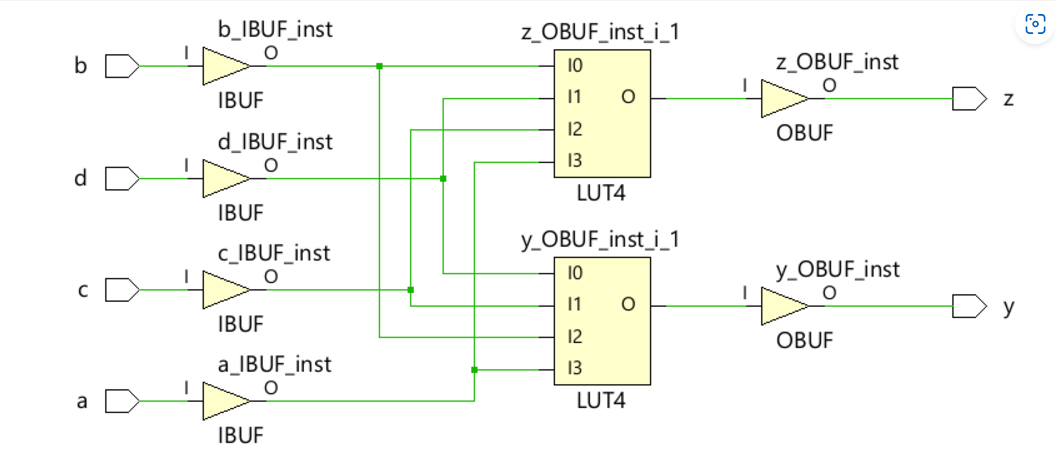 b_IBUF_inst
z_OBUF_inst_i_1
b
I
O
IBUF
I0
I1
I2
I3
O
LUT4
z_OBUF_inst
I
O
OBUF
z
d_IBUF_inst
d
I
O
IBUF
c_IBUF_inst
c
I
O
IBUF
y_OBUF_inst_i_1
I0
I1
I2
I3
O
LUT4
y_OBUF_inst
I
O
OBUF
y
a_IBUF_inst
a
I
O
IBUF